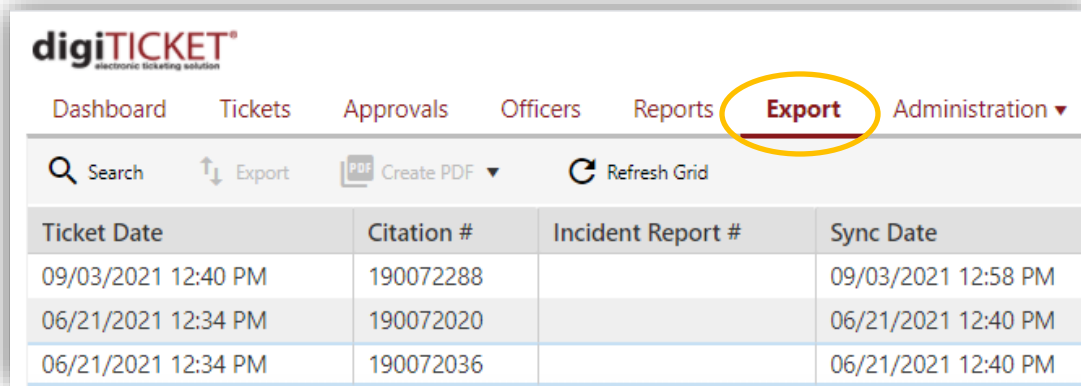 digiTICKET®
electronic ticketing solution
Dashboard Tickets Approvals Officers Reports Export Administration ▼
Search Export PDF Create PDF ▼ Refresh Grid
Ticket Date Citation # Incident Report # Sync Date
09/03/2021 12:40 PM 190072288 09/03/2021 12:58 PM
06/21/2021 12:34 PM 190072020 06/21/2021 12:40 PM
06/21/2021 12:34 PM 190072036 06/21/2021 12:40 PM